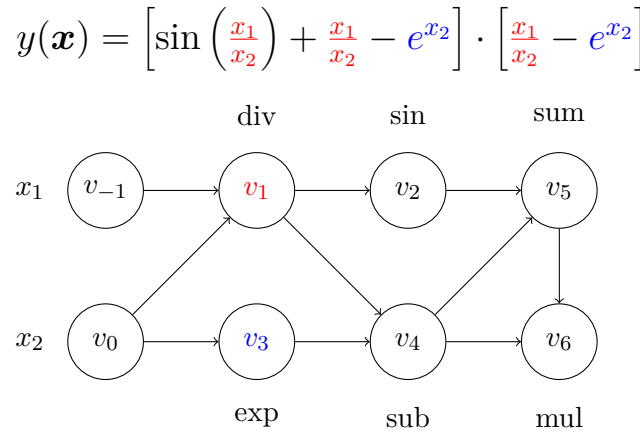 y(𝒙) = [sin(x₁/x₂) + x₁/x₂ − e^{x₂}] · [x₁/x₂ − e^{x₂}]
div sin sum
x₁ v₋₁ v₁ v₂ v₅
x₂ v₀ v₃ v₄ v₆
exp sub mul